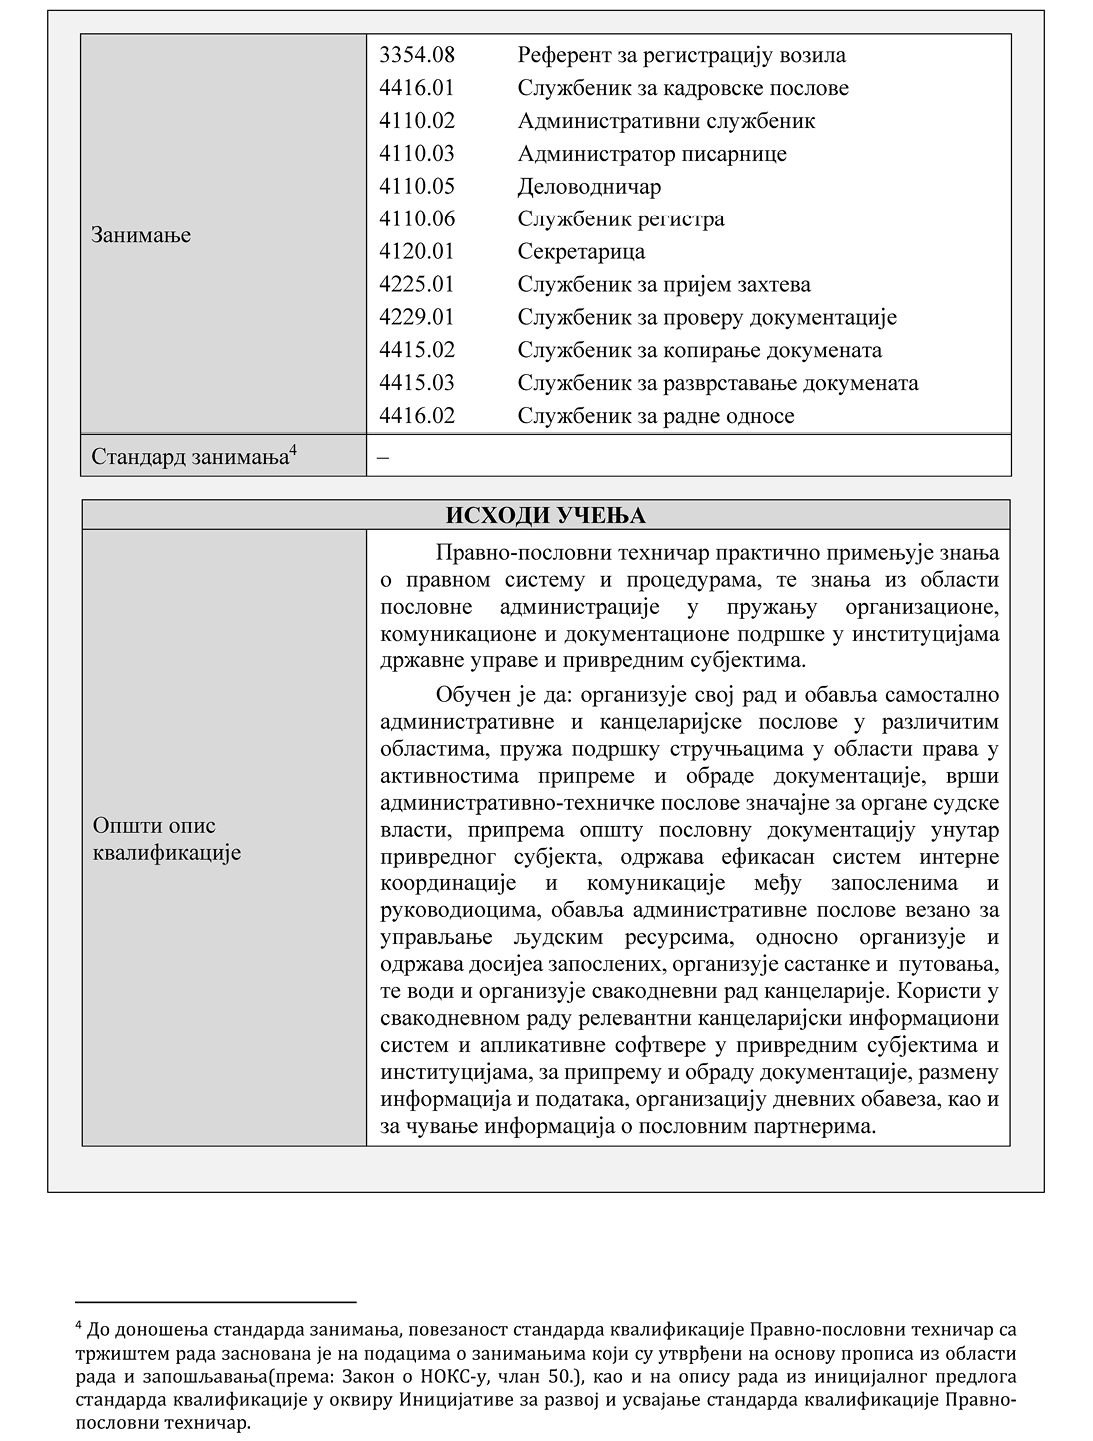 3354.08 Референт за регистрацију возила
4416.01 Службеник за кадровске послове
4110.02 Административни службеник
4110.03 Администратор писарнице
4110.05 Деловодничар
4110.06 Службеник регистра
Занимање
4120.01 Секретарица
4225.01 Службеник за пријем захтева
4229.01 Службеник за проверу документације
4415.02 Службеник за копирање докумената
4415.03 Службеник за разврставање докумената
4416.02 Службеник за радне односе
Стандард занимања4 –
ИСХОДИ УЧЕЊА
Општи опис
квалификације
Правно-пословни техничар практично примењује знања
о правном систему и процедурама, те знања из области
пословне администрације у пружању организационе,
комуникационе и документационе подршке у институцијама
државне управе и привредним субјектима.
Обучен је да: организује свој рад и обавља самостално
административне и канцеларијске послове у различитим
областима, пружа подршку стручњацима у области права у
активностима припреме и обраде документације, врши
административно-техничке послове значајне за органе судске
власти, припрема општу пословну документацију унутар
привредног субјекта, одржава ефикасан систем интерне
координације и комуникације међу запосленима и
руководиоцима, обавља административне послове везано за
управљање људским ресурсима, односно организује и
одржава досијеа запослених, организује састанке и путовања,
те води и организује свакодневни рад канцеларије. Користи у
свакодневном раду релевантни канцеларијски информациони
систем и апликативне софтвере у привредним субјектима и
институцијама, за припрему и обраду документације, размену
информација и података, организацију дневних обавеза, као и
за чување информација о пословним партнерима.
4 До доношења стандарда занимања, повезаност стандарда квалификације Правно-пословни техничар са
тржиштем рада заснована је на подацима о занимањима који су утврђени на основу прописа из области
рада и запошљавања(према: Закон о НОКС-у, члан 50.), као и на опису рада из иницијалног предлога
стандарда квалификације у оквиру Иницијативе за развој и усвајање стандарда квалификације Правно-
пословни техничар.